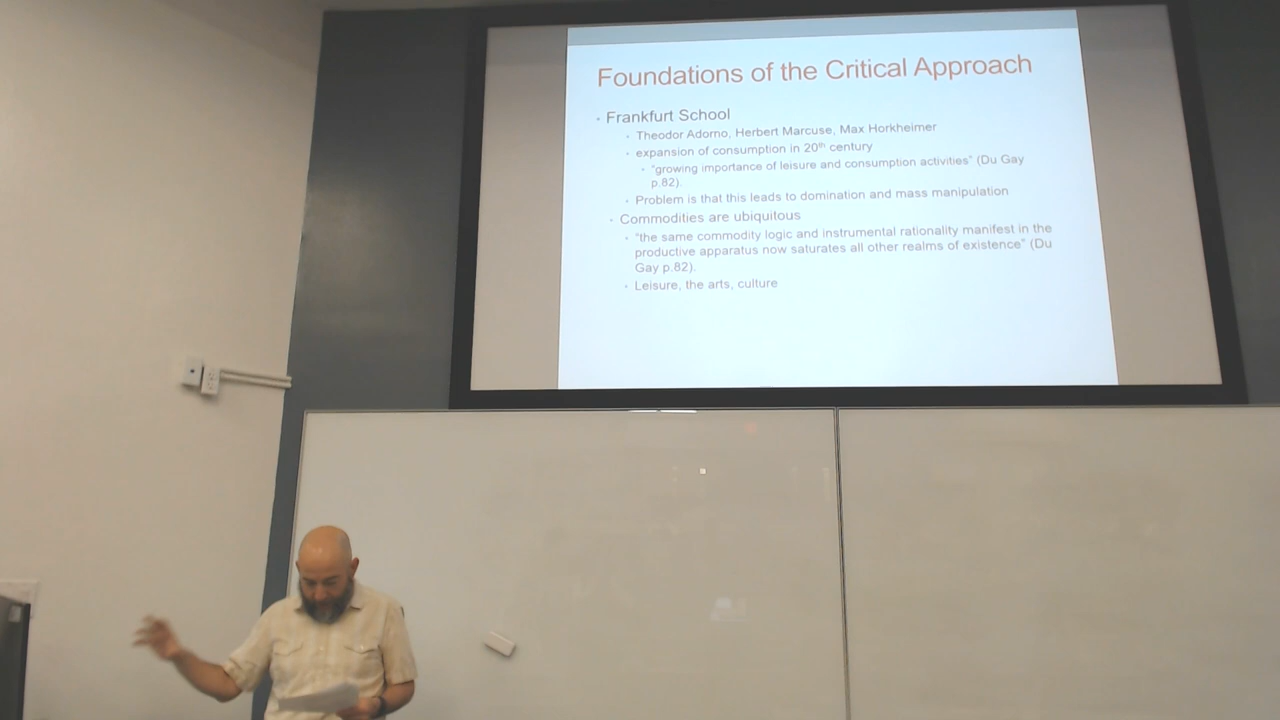 Foundations of the Critical Approach
• Frankfurt School
• Theodor Adorno, Herbert Marcuse, Max Horkheimer
• expansion of consumption in 20th century
• "growing importance of leisure and consumption activities" (Du Gay
p.82).
• Problem is that this leads to domination and mass manipulation
• Commodities are ubiquitous
• "the same commodity logic and instrumental rationality manifest in the
productive apparatus now saturates all other realms of existence" (Du
Gay p.82).
• Leisure, the arts, culture